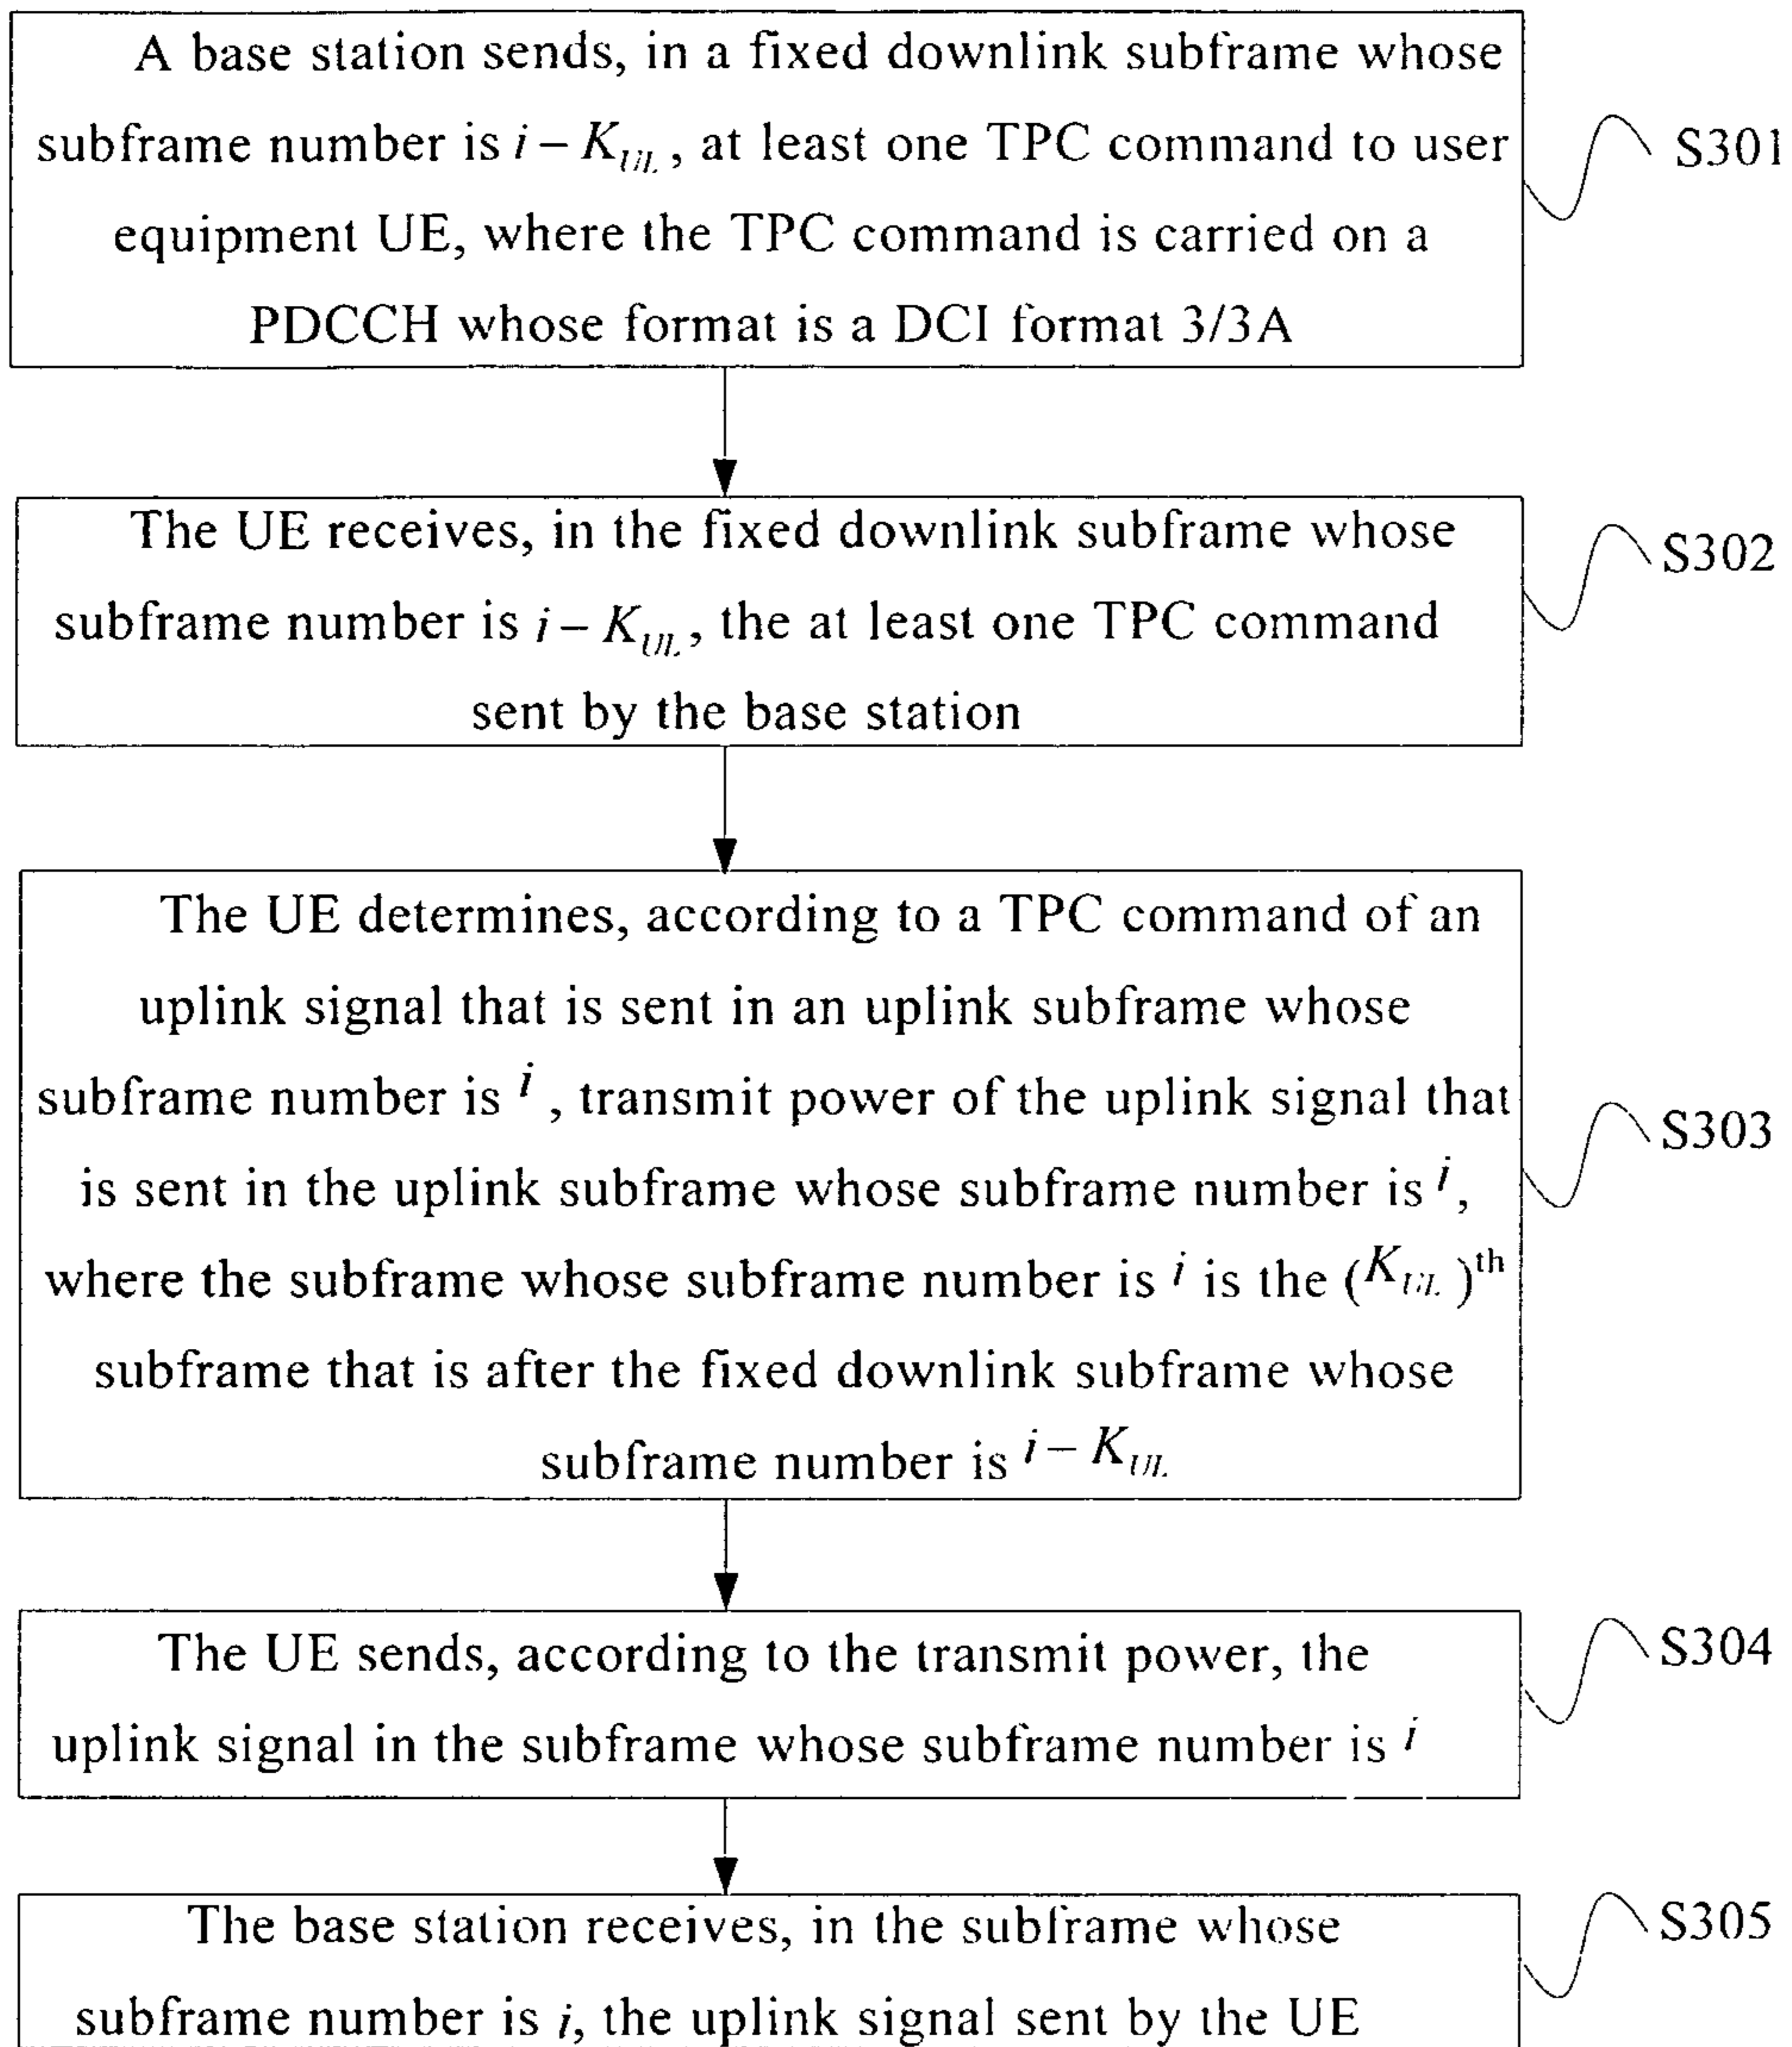 A base station sends, in a fixed downlink subframe whose
subframe number is i – K_UL, at least one TPC command to user
equipment UE, where the TPC command is carried on a
PDCCH whose format is a DCI format 3/3A
S301
The UE receives, in the fixed downlink subframe whose
subframe number is i – K_UL, the at least one TPC command
sent by the base station
S302
The UE determines, according to a TPC command of an
uplink signal that is sent in an uplink subframe whose
subframe number is i, transmit power of the uplink signal that
is sent in the uplink subframe whose subframe number is i,
where the subframe whose subframe number is i is the (K_UL)th
subframe that is after the fixed downlink subframe whose
subframe number is i – K_UL
S303
The UE sends, according to the transmit power, the
uplink signal in the subframe whose subframe number is i
S304
The base station receives, in the subframe whose
subframe number is i, the uplink signal sent by the UE
S305